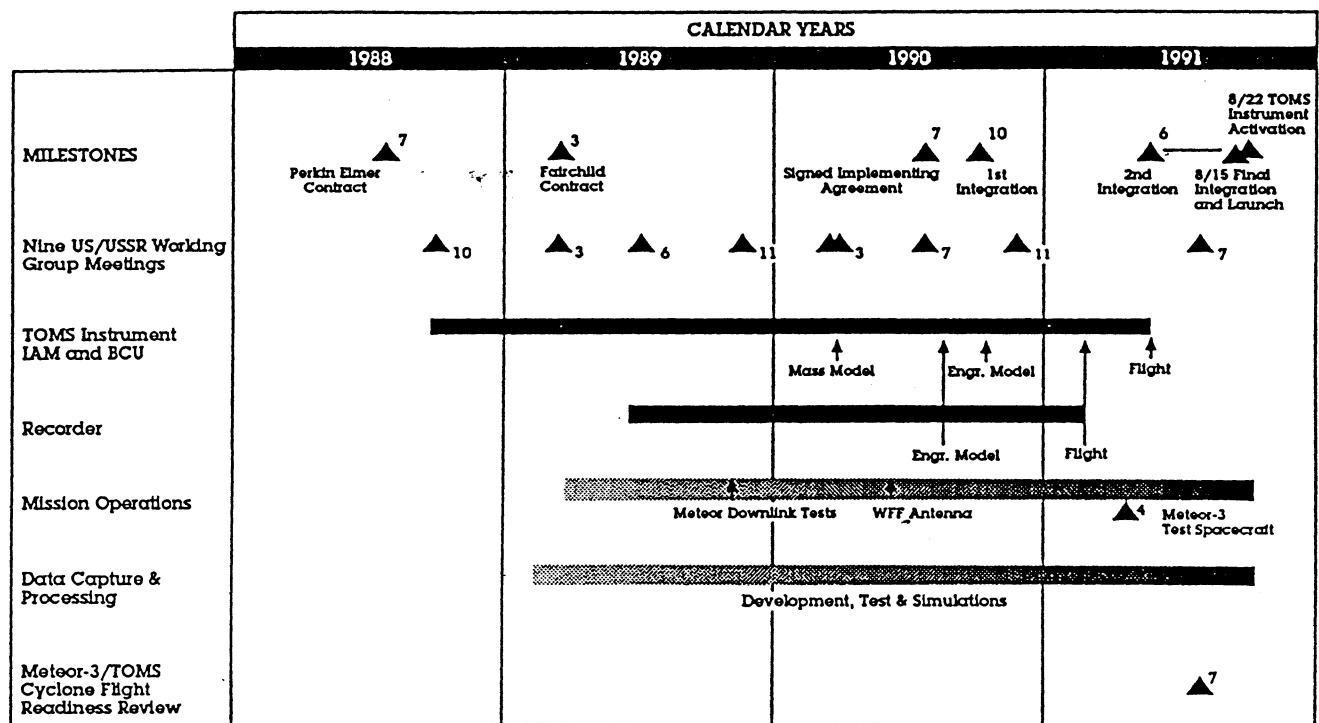 CALENDAR YEARS
1988 1989 1990 1991
8/22 TOMS
Instrument
Activation
MILESTONES
7 3 7 10 6
Perkin Elmer
Contract
Fairchild
Contract
Signed Implementing
Agreement
1st
Integration
2nd
Integration
8/15 Final
Integration
and Launch
Nine US/USSR Working
Group Meetings
10 3 6 11 3 7 11 7
TOMS Instrument
IAM and BCU
Mass Model
Engr. Model
Flight
Recorder
Engr. Model
Flight
Mission Operations
Meteor Downlink Tests
WFF Antenna
4
Meteor-3
Test Spacecraft
Data Capture &
Processing
Development, Test & Simulations
Meteor-3/TOMS
Cyclone Flight
Readiness Review
7